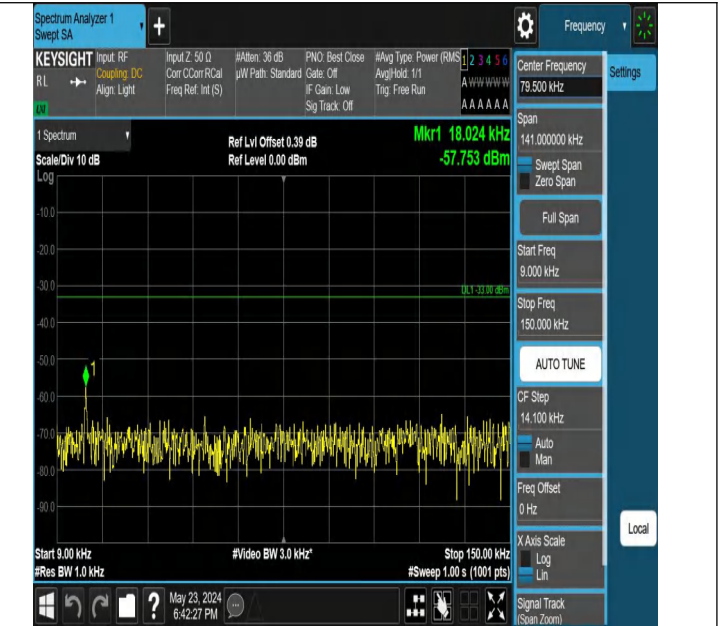 Spectrum Analyzer 1
Swept SA
+
Frequency
KEYSIGHT
RL
Input: RF
Coupling: DC
Align: Light
Input Z: 50 Ω
Corr CCorr RCal
Freq Ref: Int (S)
#Atten: 36 dB
µW Path: Standard
PNO: Best Close
Gate: Off
IF Gain: Low
Sig Track: Off
#Avg Type: Power (RMS
Avg|Hold: 1/1
Trig: Free Run
1 2 3 4 5 6
A W W W W W
A A A A A A
Center Frequency
79.500 kHz
Settings
Span
141.000000 kHz
Swept Span
Zero Span
Full Span
Start Freq
9.000 kHz
Stop Freq
150.000 kHz
AUTO TUNE
CF Step
14.100 kHz
Auto
Man
Freq Offset
0 Hz
X Axis Scale
Log
Lin
Signal Track
(Span Zoom)
Local
1 Spectrum
Scale/Div 10 dB
Log
Ref Lvl Offset 0.39 dB
Ref Level 0.00 dBm
Mkr1 18.024 kHz
-57.753 dBm
-10.0
-20.0
-30.0
DL1 -33.00 dBm
-40.0
-50.0
1
-60.0
-70.0
-80.0
-90.0
Start 9.00 kHz
#Video BW 3.0 kHz*
Stop 150.00 kHz
#Res BW 1.0 kHz
#Sweep 1.00 s (1001 pts)
?
May 23, 2024
6:42:27 PM